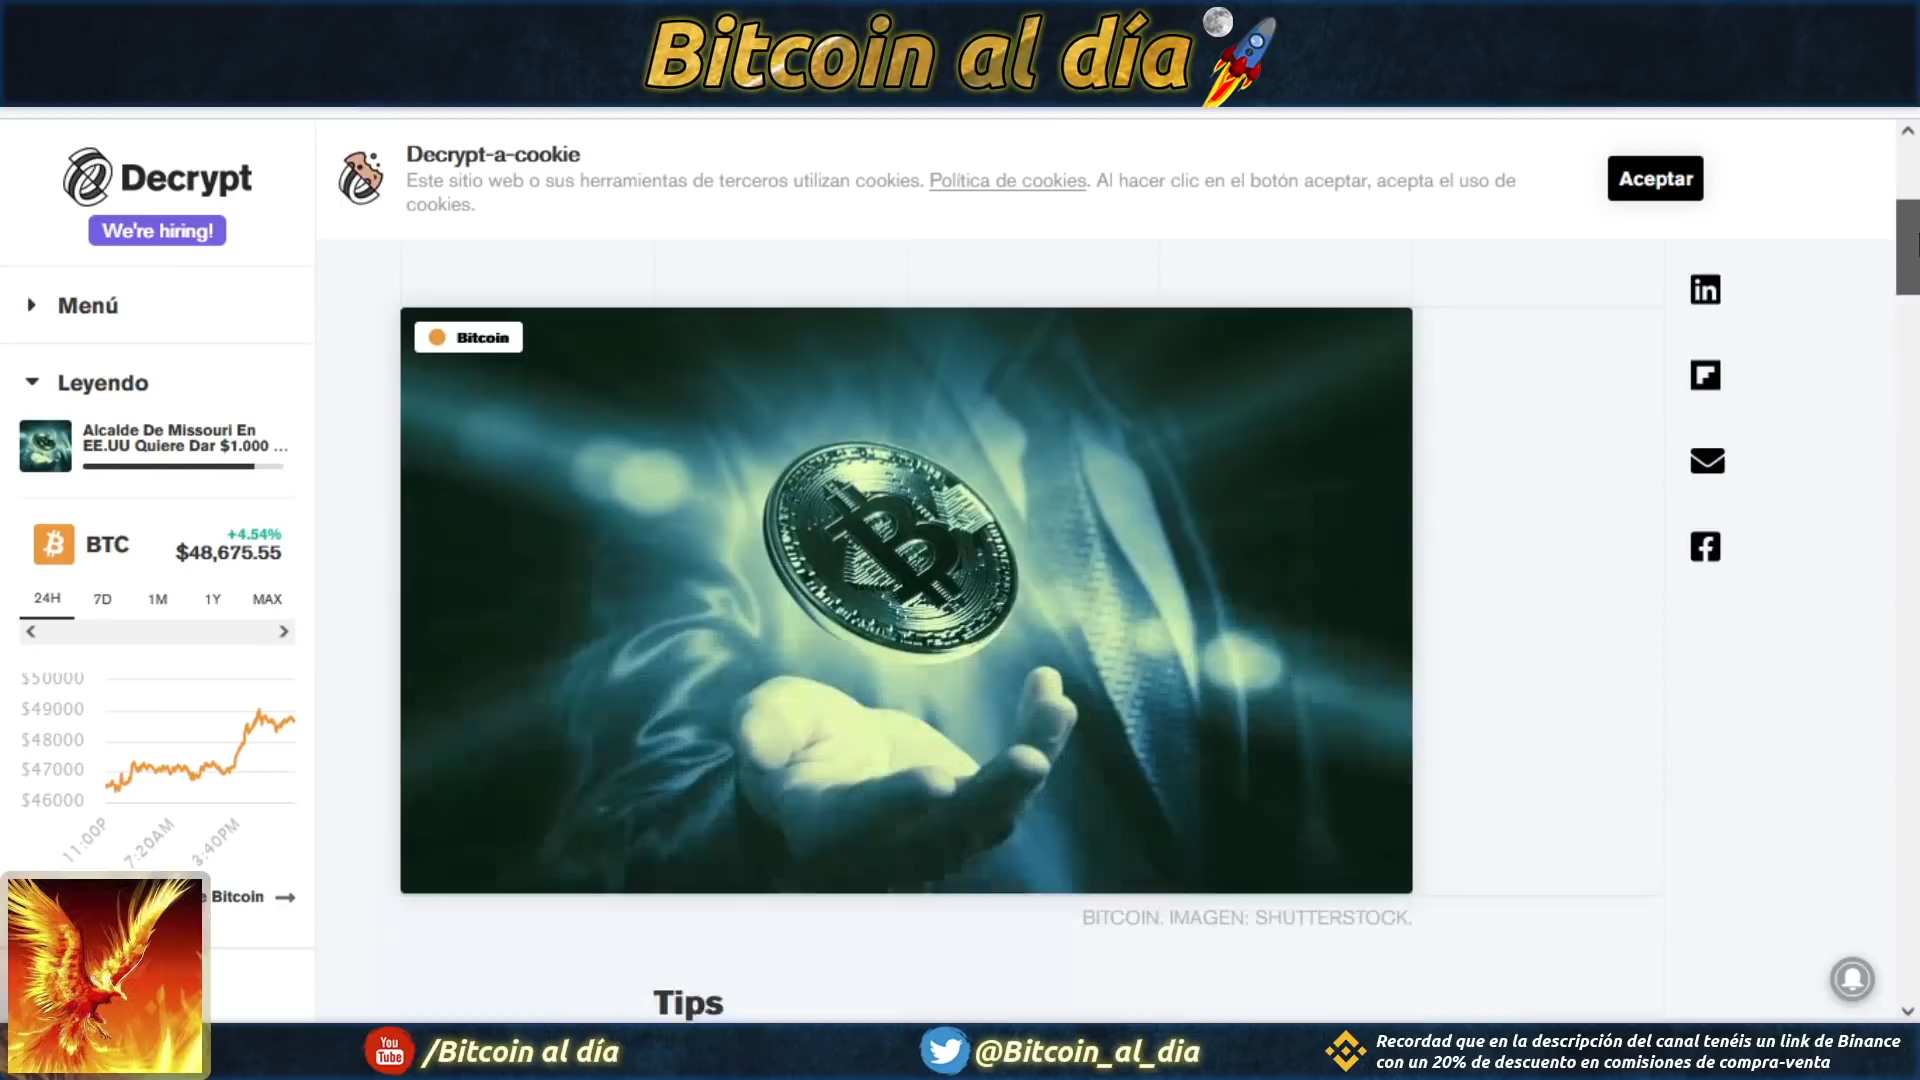 Bitcoin al día
Decrypt
We're hiring!
Decrypt-a-cookie
Este sitio web o sus herramientas de terceros utilizan cookies. Política de cookies. Al hacer clic en el botón aceptar, acepta el uso de
cookies.
Aceptar
Menú
Leyendo
Alcalde De Missouri En
EE.UU Quiere Dar $1.000 ...
BTC
+4.54%
$48,675.55
24H 7D 1M 1Y MAX
$50000
$49000
$48000
$47000
$46000
11:00P 7:20AM 3:40PM
e Bitcoin
Bitcoin
BITCOIN. IMAGEN: SHUTTERSTOCK.
Tips
You
Tube
/Bitcoin al día
@Bitcoin_al_dia
Recordad que en la descripción del canal tenéis un link de Binance
con un 20% de descuento en comisiones de compra-venta